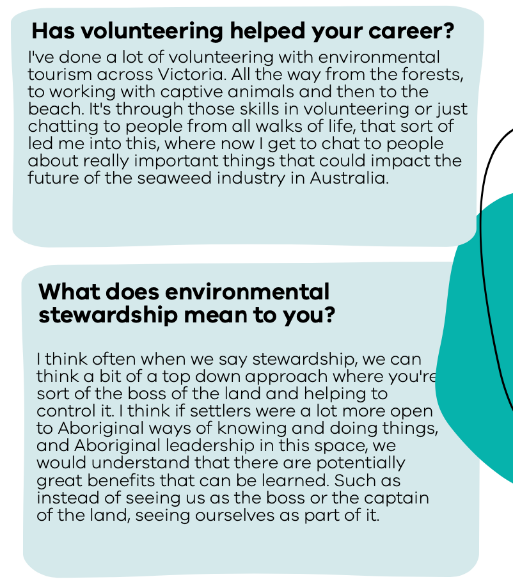 Has volunteering helped your career?
I've done a lot of volunteering with environmental
tourism across Victoria. All the way from the forests,
to working with captive animals and then to the
beach. It's through those skills in volunteering or just
chatting to people from all walks of life, that sort of
led me into this, where now I get to chat to people
about really important things that could impact the
future of the seaweed industry in Australia.
What does environmental
stewardship mean to you?
I think often when we say stewardship, we can
think a bit of a top down approach where you're
sort of the boss of the land and helping to
control it. I think if settlers were a lot more open
to Aboriginal ways of knowing and doing things,
and Aboriginal leadership in this space, we
would understand that there are potentially
great benefits that can be learned. Such as
instead of seeing us as the boss or the captain
of the land, seeing ourselves as part of it.